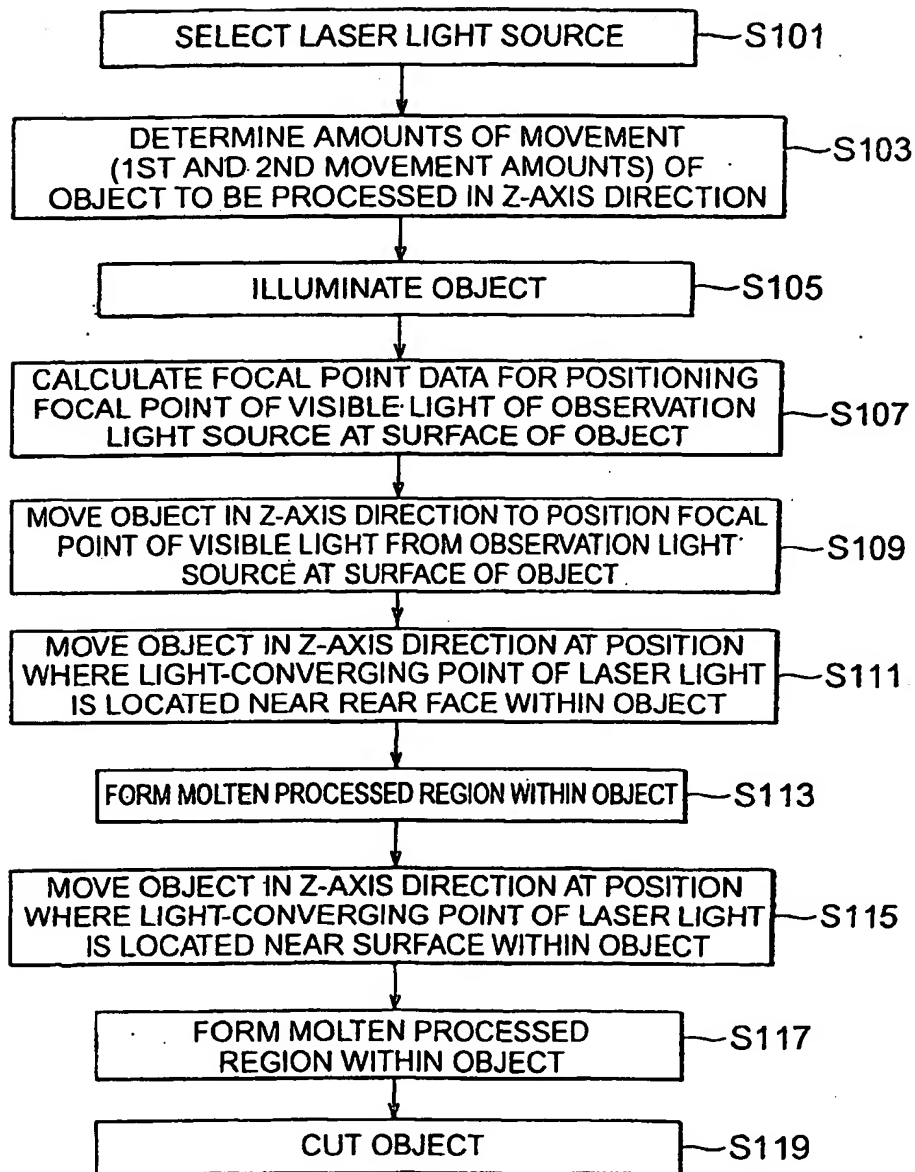 SELECT LASER LIGHT SOURCE
S101
DETERMINE AMOUNTS OF MOVEMENT
(1ST AND 2ND MOVEMENT AMOUNTS) OF
OBJECT TO BE PROCESSED IN Z-AXIS DIRECTION
S103
ILLUMINATE OBJECT
S105
CALCULATE FOCAL POINT DATA FOR POSITIONING
FOCAL POINT OF VISIBLE LIGHT OF OBSERVATION
LIGHT SOURCE AT SURFACE OF OBJECT
S107
MOVE OBJECT IN Z-AXIS DIRECTION TO POSITION FOCAL
POINT OF VISIBLE LIGHT FROM OBSERVATION LIGHT
SOURCE AT SURFACE OF OBJECT
S109
MOVE OBJECT IN Z-AXIS DIRECTION AT POSITION
WHERE LIGHT-CONVERGING POINT OF LASER LIGHT
IS LOCATED NEAR REAR FACE WITHIN OBJECT
S111
FORM MOLTEN PROCESSED REGION WITHIN OBJECT
S113
MOVE OBJECT IN Z-AXIS DIRECTION AT POSITION
WHERE LIGHT-CONVERGING POINT OF LASER LIGHT
IS LOCATED NEAR SURFACE WITHIN OBJECT
S115
FORM MOLTEN PROCESSED
REGION WITHIN OBJECT
S117
CUT OBJECT
S119